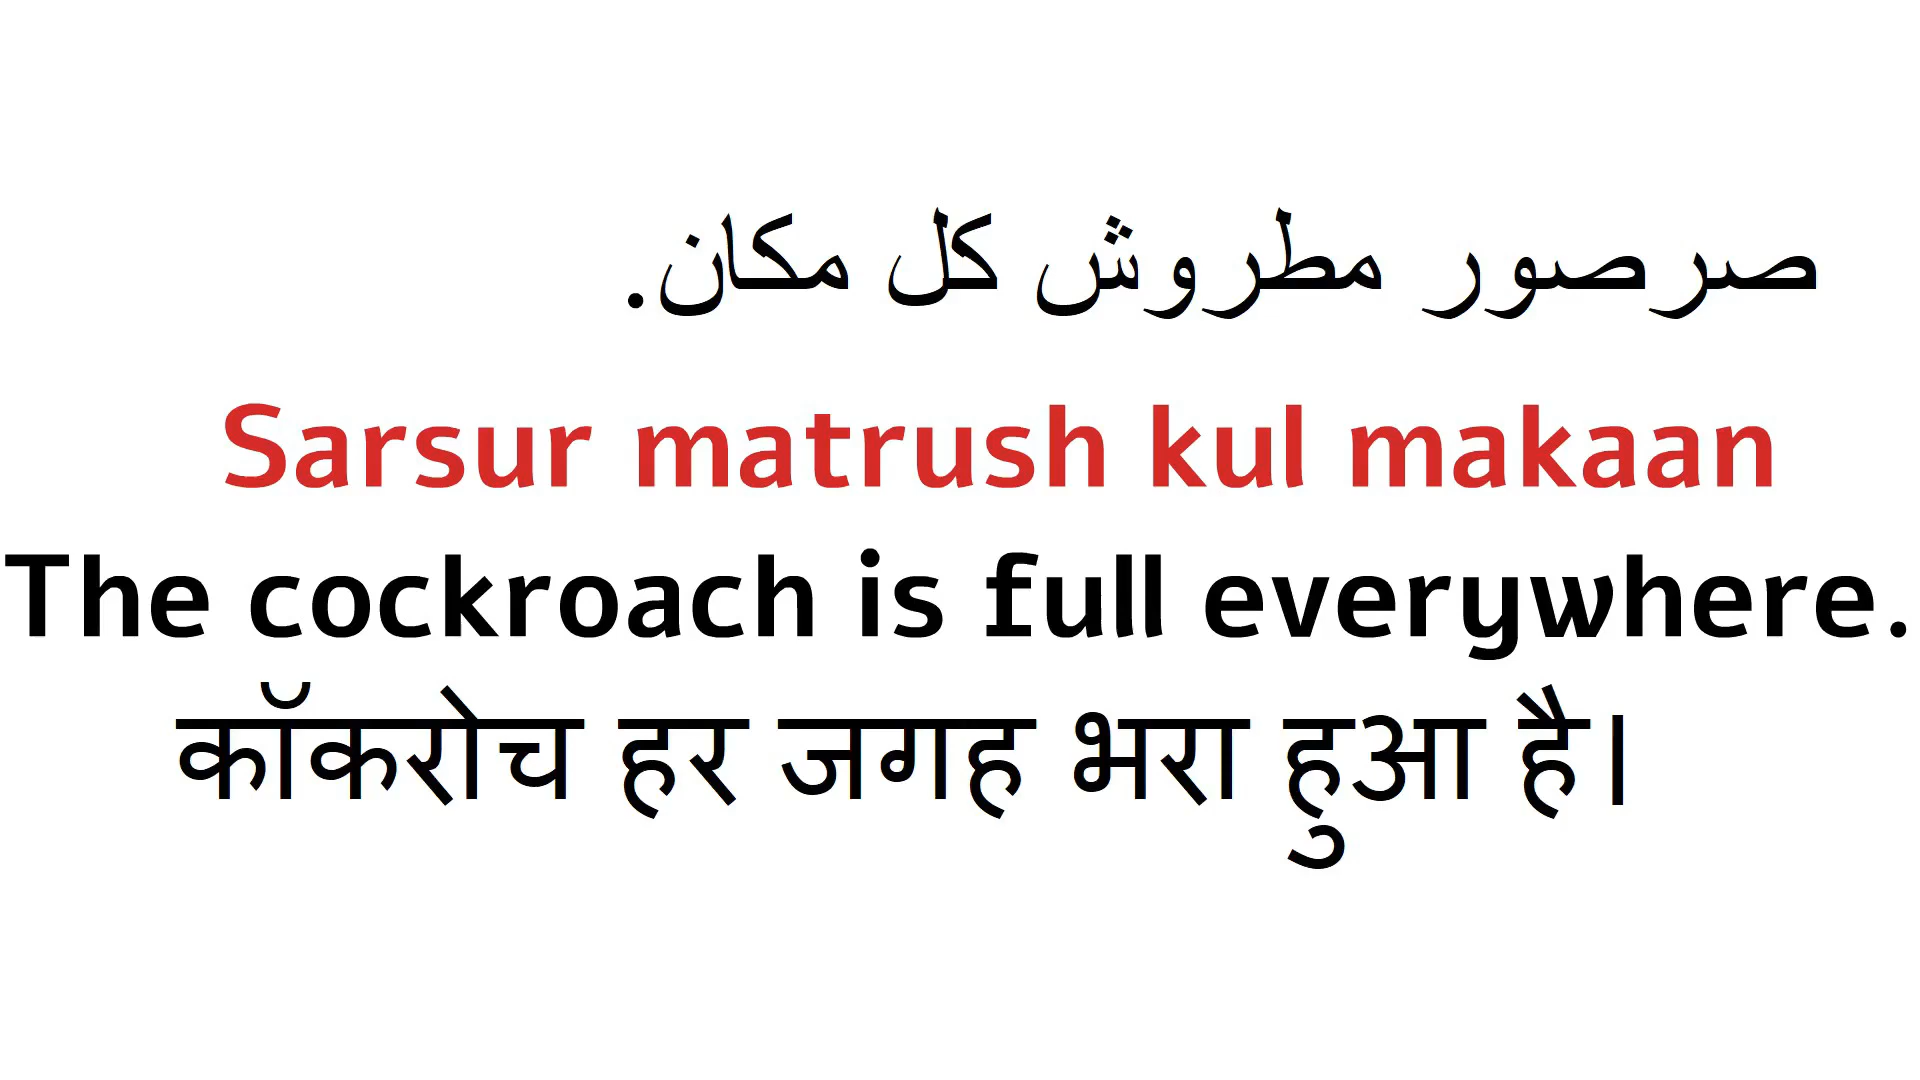 صرصور مطروش كل مكان.
Sarsur matrush kul makaan
The cockroach is full everywhere.
कॉकरोच हर जगह भरा हुआ है।